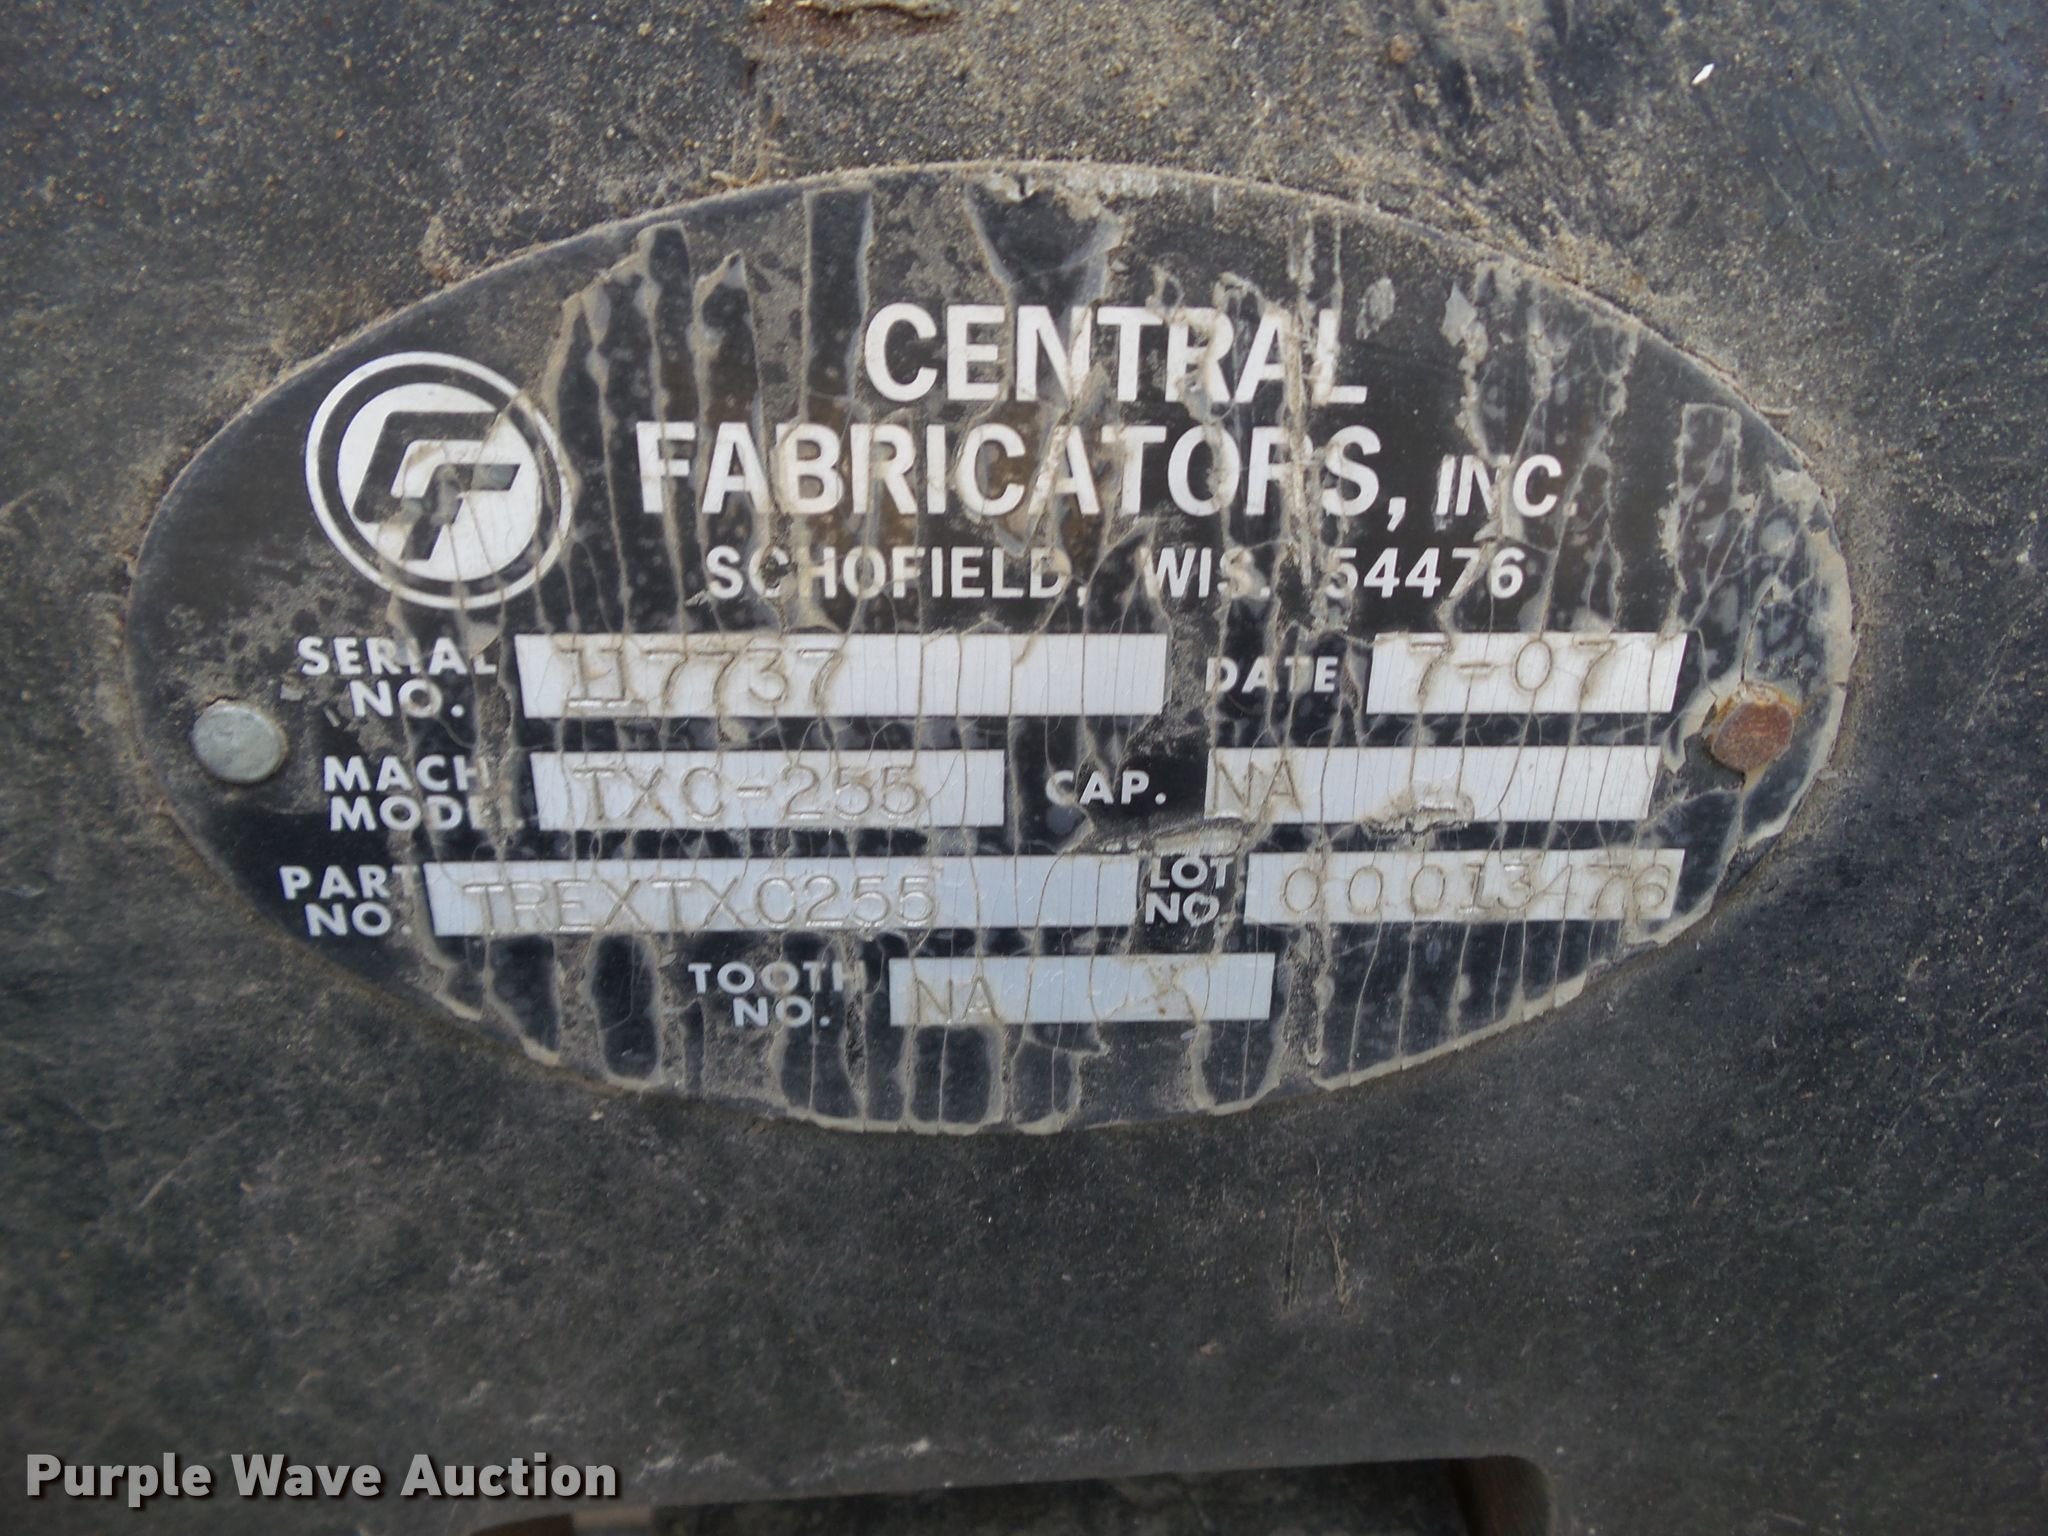 CENTRAL
FABRICATORS, INC.
SCHOFIELD, WIS. 54476
SERIAL NO. 117737 DATE 7-07
MACH. MODEL TXC-255 CAP. NA
PART NO. TREXTXC255 LOT NO. 00013476
TOOTH NO. NA
Purple Wave Auction